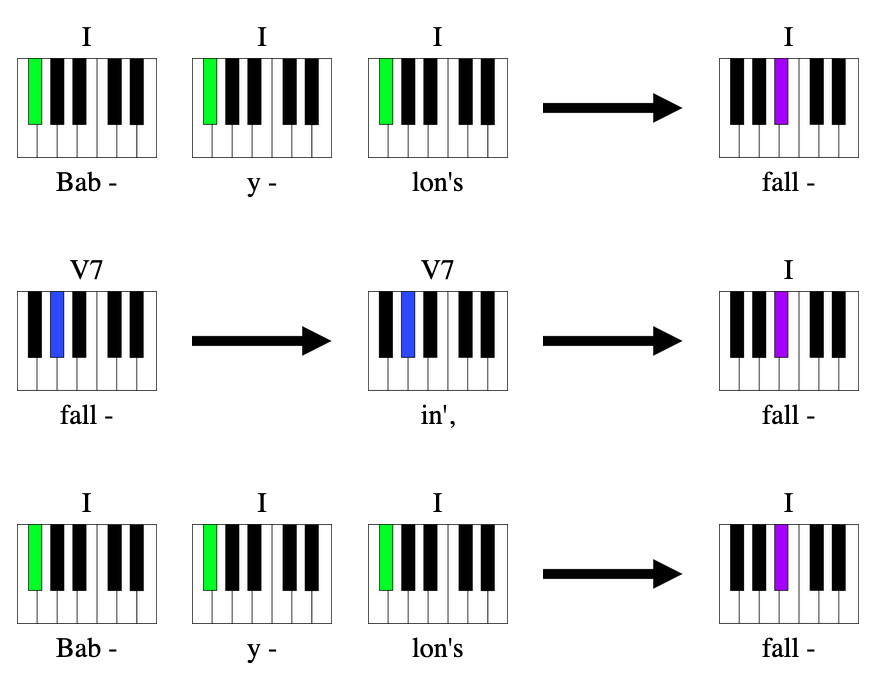 I I I I
Bab - y - lon's fall -
V7 V7 I
fall - in', fall -
I I I I
Bab - y - lon's fall -